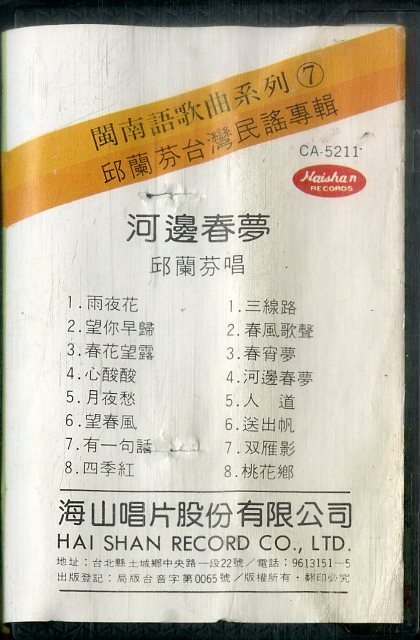 閩南語歌曲系列⑦
邱蘭芬台灣民謠專輯
CA-5211
Haishan
RECORDS
河邊春夢
邱蘭芬唱
1.雨夜花
2.望你早歸
3.春花望露
4.心酸酸
5.月夜愁
6.望春風
7.有一句話
8.四季紅
1.三線路
2.春風歌聲
3.春宵夢
4.河邊春夢
5.人道
6.送出帆
7.双雁影
8.桃花鄉
海山唱片股份有限公司
HAI SHAN RECORD CO., LTD.
地址：台北縣土城鄉中央路一段22號／電話：9613151-5
出版登記：局版台音字第0065號／版權所有・翻印必究